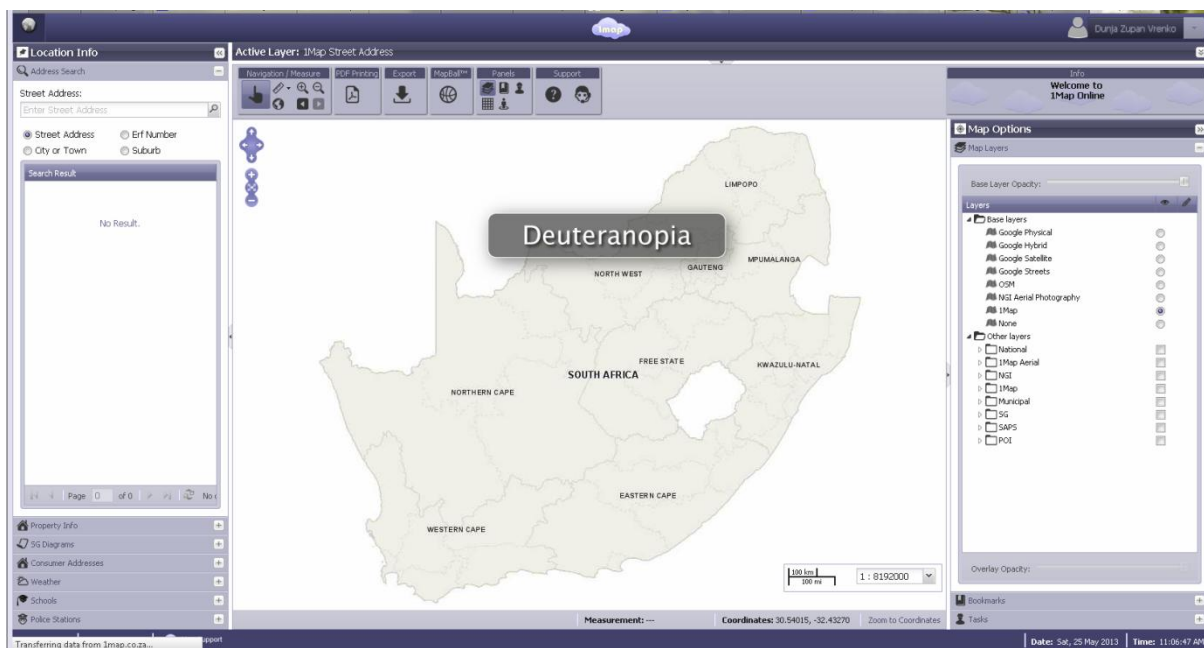 1map
Dunja Zupan Vrenko
Location Info
Address Search
Street Address:
Enter Street Address
Street Address
Erf Number
City or Town
Suburb
Search Result
No Result.
Page 0 of 0
Property Info
SG Diagrams
Consumer Addresses
Weather
Schools
Police Stations
Active Layer: 1Map Street Address
Navigation / Measure
PDF Printing
Export
MapBall™
Panels
Support
Info
Welcome to
1Map Online
Deuteranopia
LIMPOPO
NORTH WEST
GAUTENG
MPUMALANGA
FREE STATE
SOUTH AFRICA
KWAZULU-NATAL
NORTHERN CAPE
EASTERN CAPE
WESTERN CAPE
100 km
100 mi
1 : 8192000
Measurement: ---
Coordinates: 30.54015, -32.43270
Zoom to Coordinates
Map Options
Map Layers
Base Layer Opacity:
Layers
Base layers
Google Physical
Google Hybrid
Google Satellite
Google Streets
OSM
NGI Aerial Photography
1Map
None
Other layers
National
1Map Aerial
NGI
1Map
Municipal
SG
SAPS
POI
Overlay Opacity:
Bookmarks
Tasks
Transferring data from 1map.co.za...
Date: Sat, 25 May 2013
Time: 11:06:47 AM